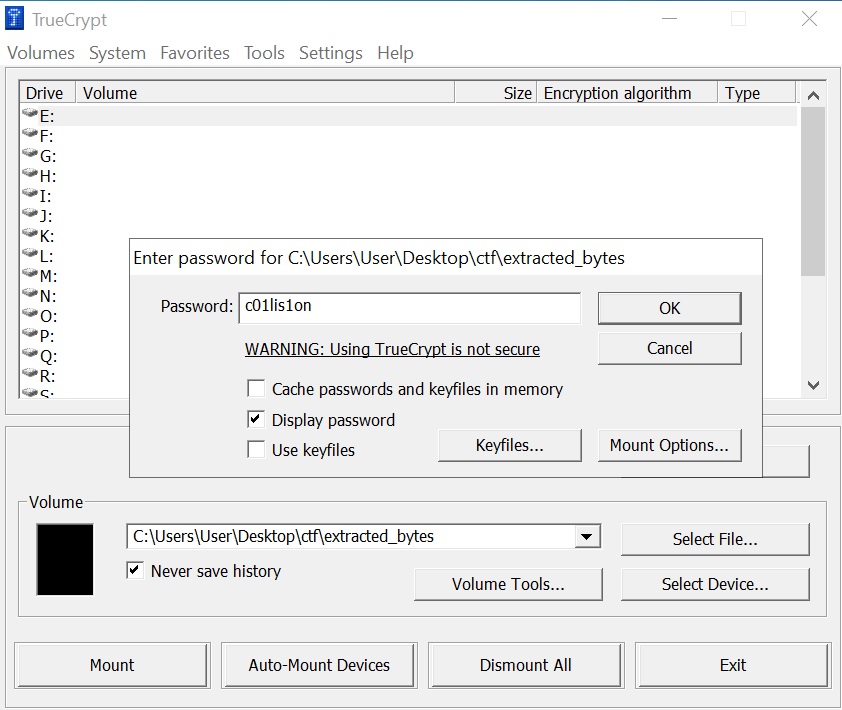 TrueCrypt
Volumes System Favorites Tools Settings Help
Drive Volume Size Encryption algorithm Type
E:
F:
G:
H:
I:
J:
K:
L:
M:
N:
O:
P:
Q:
R:
S:
Enter password for C:\Users\User\Desktop\ctf\extracted_bytes
Password: c01lis1on OK
WARNING: Using TrueCrypt is not secure Cancel
Cache passwords and keyfiles in memory
Display password
Use keyfiles Keyfiles... Mount Options...
Volume
C:\Users\User\Desktop\ctf\extracted_bytes Select File...
Never save history Volume Tools... Select Device...
Mount Auto-Mount Devices Dismount All Exit